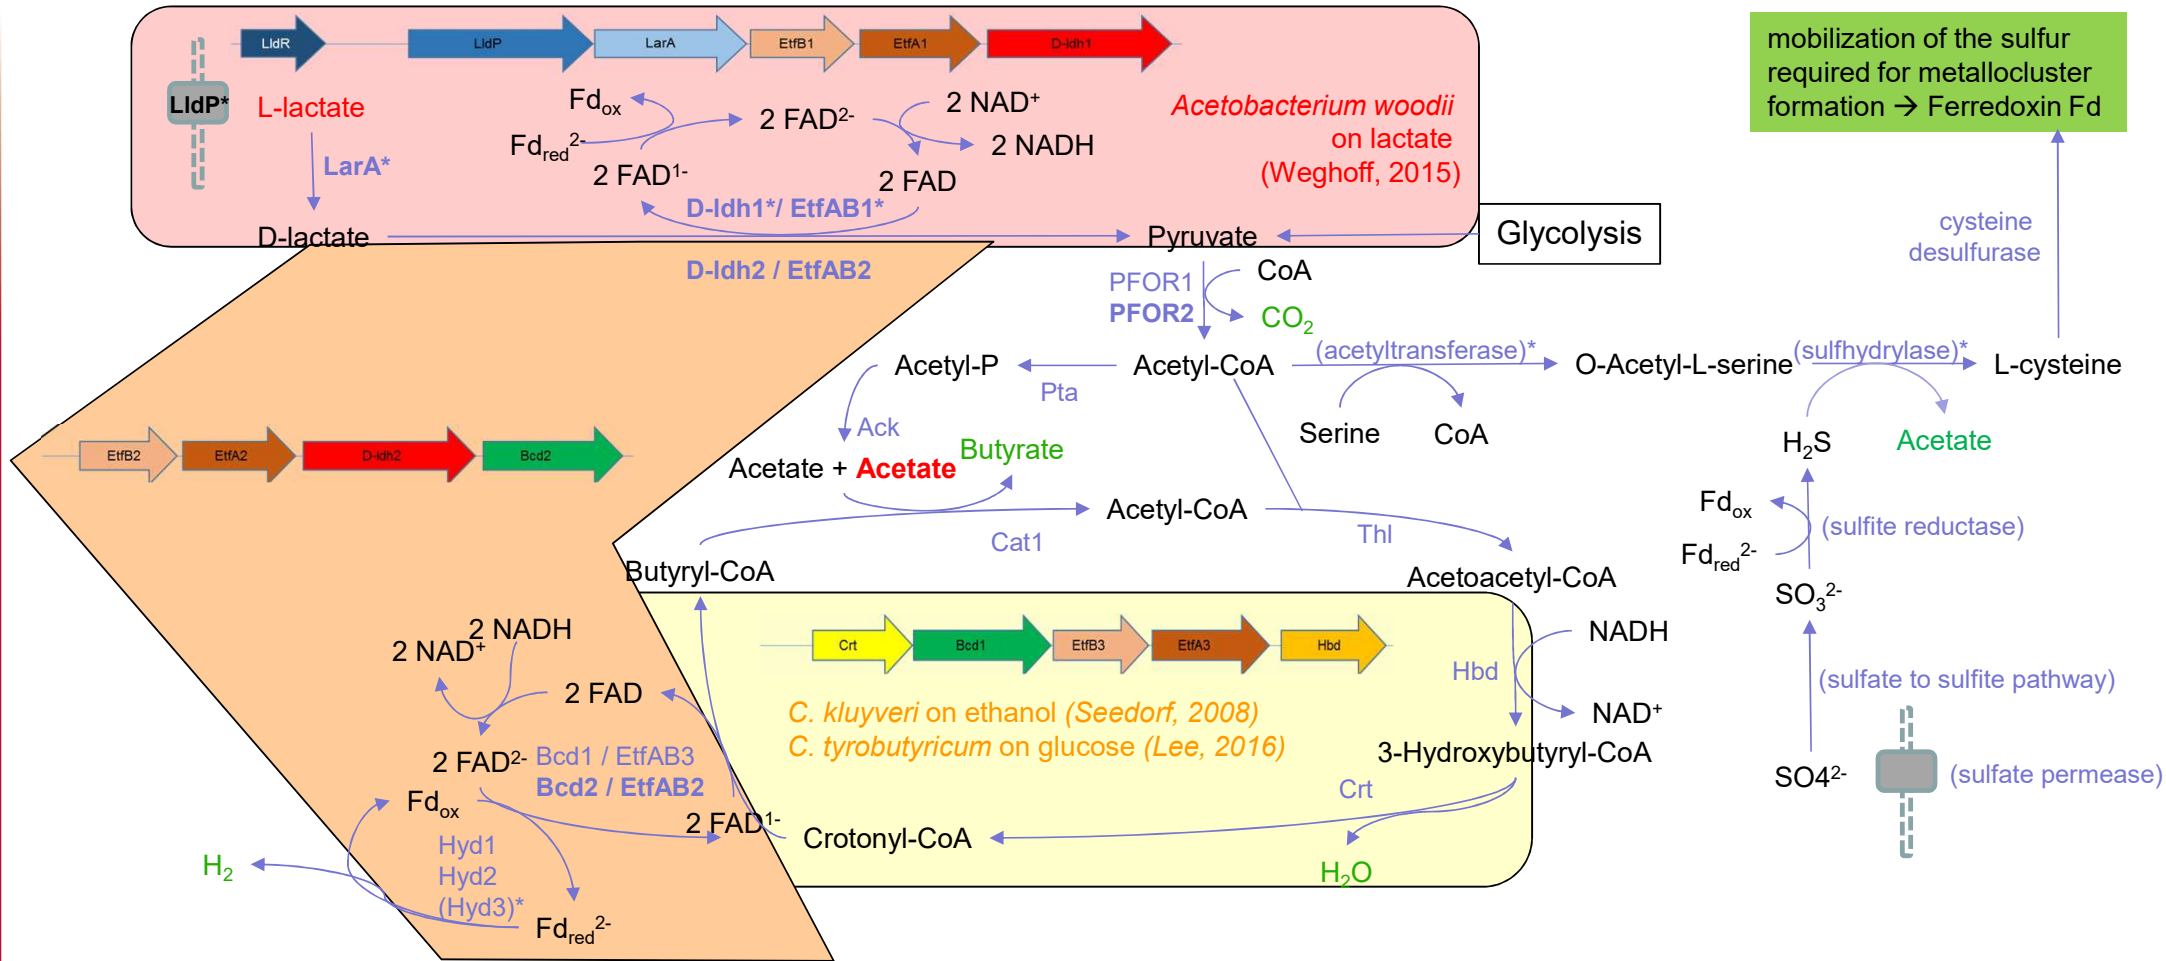 LldR
LldP
LarA
EtfB1
EtfA1
D-ldh1
mobilization of the sulfur
required for metallocluster
formation → Ferredoxin Fd
LldP*
L-lactate
LarA*
D-lactate
Fdox
Fdred2-
2 FAD1-
2 FAD2-
2 NAD+
2 NADH
2 FAD
D-ldh1*/ EtfAB1*
Acetobacterium woodii
on lactate
(Weghoff, 2015)
Pyruvate
Glycolysis
D-ldh2 / EtfAB2
PFOR1
PFOR2
CoA
CO2
cysteine
desulfurase
Acetyl-P
Pta
Acetyl-CoA
(acetyltransferase)*
O-Acetyl-L-serine
(sulfhydrylase)*
L-cysteine
Ack
Serine
CoA
H2S
Acetate
EtfB2
EtfA2
D-ldh2
Bcd2
Acetate + Acetate
Butyrate
Acetyl-CoA
Cat1
Thl
Fdox
Fdred2-
(sulfite reductase)
Butyryl-CoA
Acetoacetyl-CoA
SO32-
Crt
Bcd1
EtfB3
EtfA3
Hbd
NADH
Hbd
NAD+
2 NADH
2 NAD+
2 FAD
C. kluyveri on ethanol (Seedorf, 2008)
C. tyrobutyricum on glucose (Lee, 2016)
(sulfate to sulfite pathway)
3-Hydroxybutyryl-CoA
SO42-
(sulfate permease)
2 FAD2-
Bcd1 / EtfAB3
Bcd2 / EtfAB2
Crt
Fdox
2 FAD1-
Crotonyl-CoA
H2O
Hyd1
Hyd2
(Hyd3)*
H2
Fdred2-